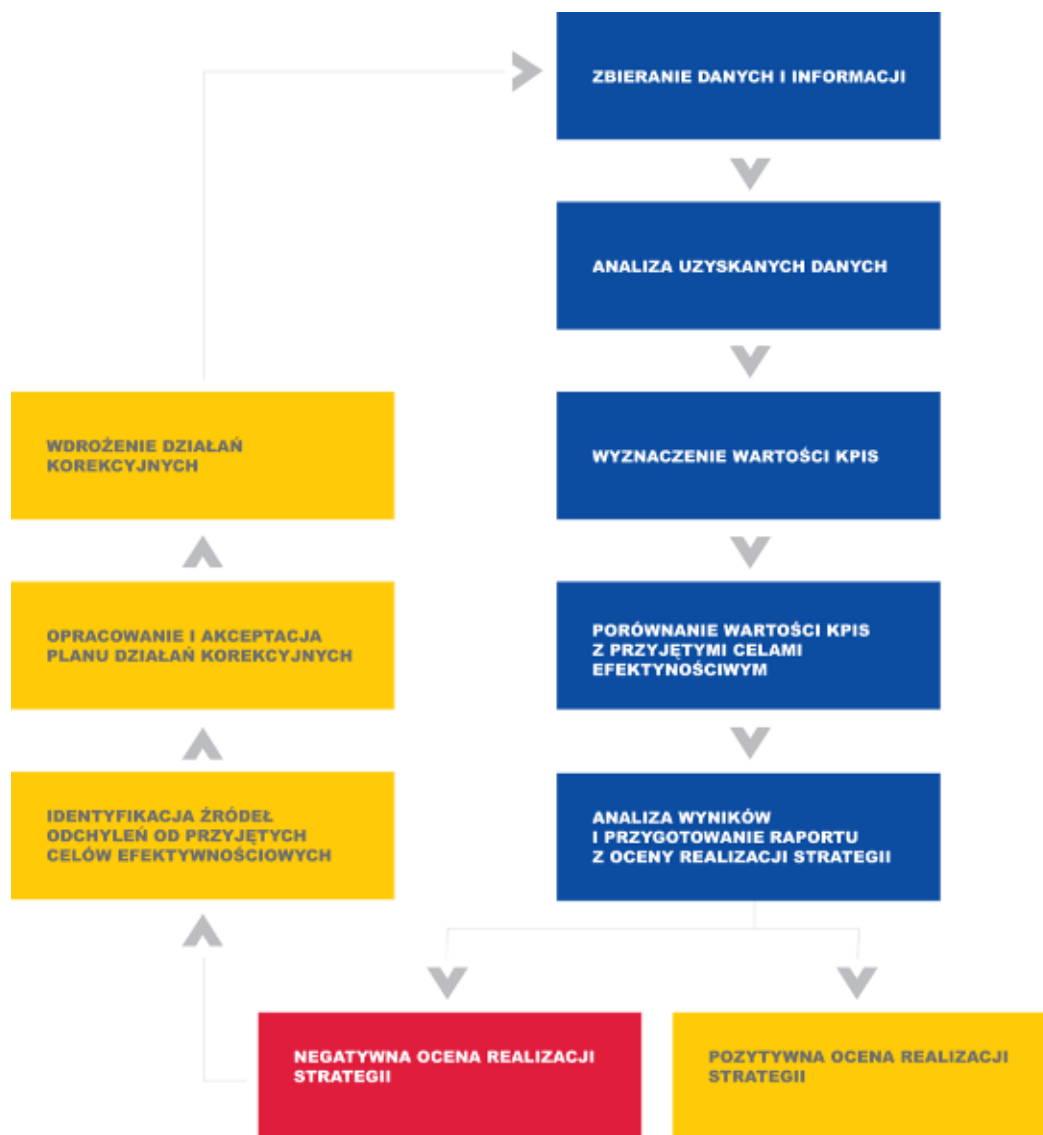 ZBIERANIE DANYCH I INFORMACJI
ANALIZA UZYSKANYCH DANYCH
WYZNACZENIE WARTOŚCI KPIS
PORÓWNANIE WARTOŚCI KPIS
Z PRZYJĘTYMI CELAMI
EFEKTYNOŚCIWYM
ANALIZA WYNIKÓW
I PRZYGOTOWANIE RAPORTU
Z OCENY REALIZACJI STRATEGII
NEGATYWNA OCENA REALIZACJI
STRATEGII
POZYTYWNA OCENA REALIZACJI
STRATEGII
IDENTYFIKACJA ŹRÓDEŁ
ODCHYLEŃ OD PRZYJĘTYCH
CELÓW EFEKTYWNOŚCIOWYCH
OPRACOWANIE I AKCEPTACJA
PLANU DZIAŁAŃ KOREKCYJNYCH
WDROŻENIE DZIAŁAŃ
KOREKCYJNYCH